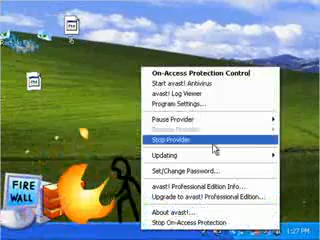 On-Access Protection Control
Start avast! Antivirus
avast! Log Viewer
Program Settings...
Pause Provider
Stop Provider
Updating
Set/Change Password...
avast! Professional Edition Info...
Upgrade to avast! Professional Edition...
About avast!...
Stop On-Access Protection
FIRE
WALL
1:27 PM